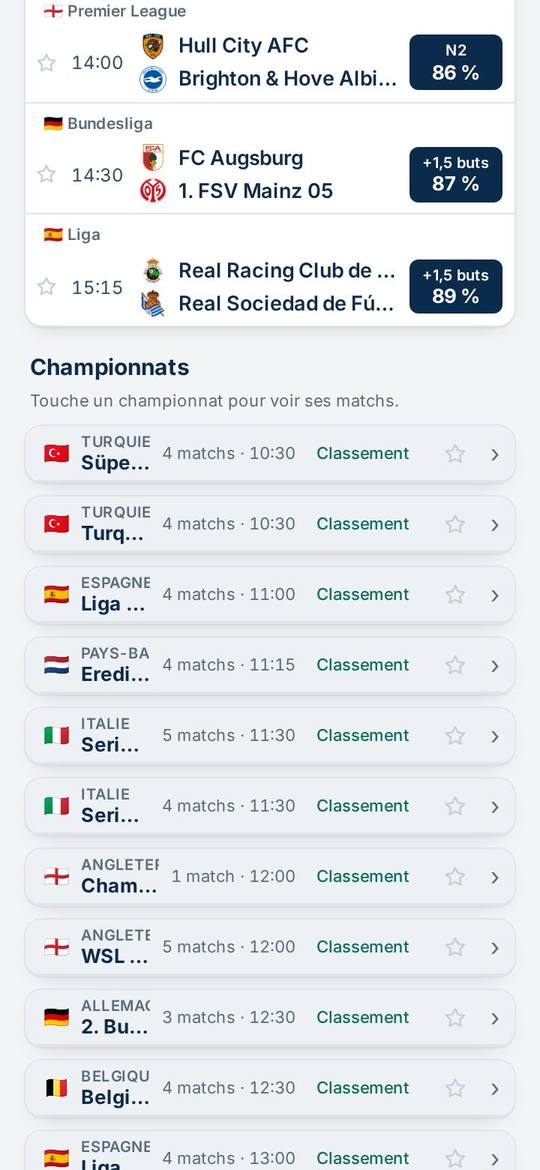 Premier League
14:00
Hull City AFC
Brighton & Hove Albi...
N2
86 %
Bundesliga
14:30
FC Augsburg
1. FSV Mainz 05
+1,5 buts
87 %
Liga
15:15
Real Racing Club de ...
Real Sociedad de Fú...
+1,5 buts
89 %
Championnats
Touche un championnat pour voir ses matchs.
TURQUIE
Süpe... 4 matchs · 10:30 Classement
TURQUIE
Turq... 4 matchs · 10:30 Classement
ESPAGNE
Liga ... 4 matchs · 11:00 Classement
PAYS-BA
Eredi... 4 matchs · 11:15 Classement
ITALIE
Seri... 5 matchs · 11:30 Classement
ITALIE
Seri... 4 matchs · 11:30 Classement
ANGLETER
Cham... 1 match · 12:00 Classement
ANGLETE
WSL ... 5 matchs · 12:00 Classement
ALLEMAG
2. Bu... 3 matchs · 12:30 Classement
BELGIQU
Belgi... 4 matchs · 12:30 Classement
ESPAGNE
Liga 4 matchs · 13:00 Classement